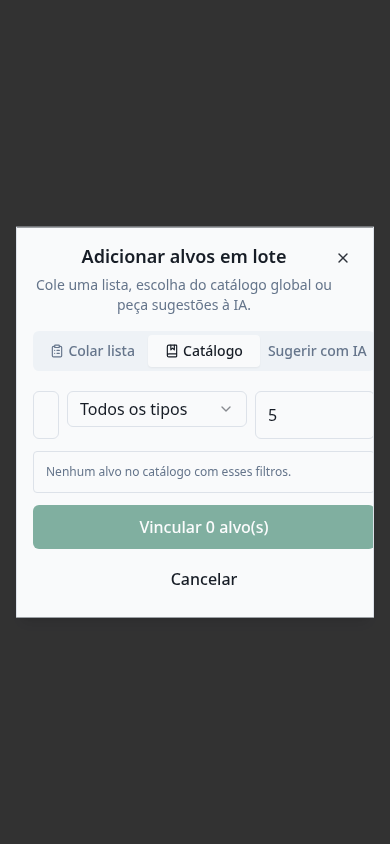 Adicionar alvos em lote
Cole uma lista, escolha do catálogo global ou
peça sugestões à IA.
Colar lista
Catálogo
Sugerir com IA
Todos os tipos
5
Nenhum alvo no catálogo com esses filtros.
Vincular 0 alvo(s)
Cancelar